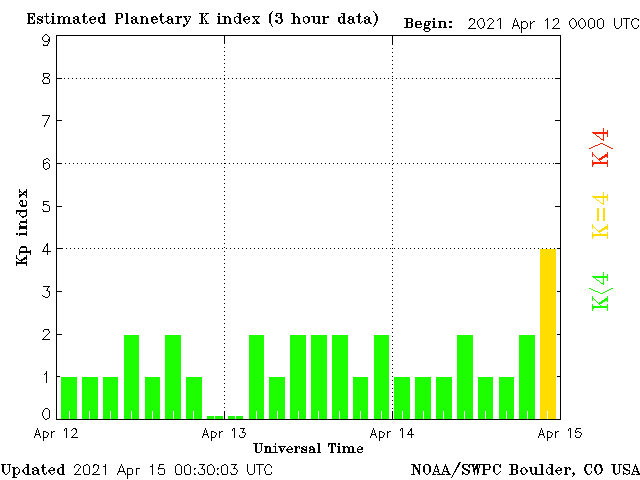 Estimated Planetary K index (3 hour data) Begin: 2021 Apr 12 0000 UTC
9
8
7
6
5
4
3
2
1
0
Kp index
K>4
K=4
K<4
Apr 12 Apr 13 Apr 14 Apr 15
Universal Time
Updated 2021 Apr 15 00:30:03 UTC NOAA/SWPC Boulder, CO USA